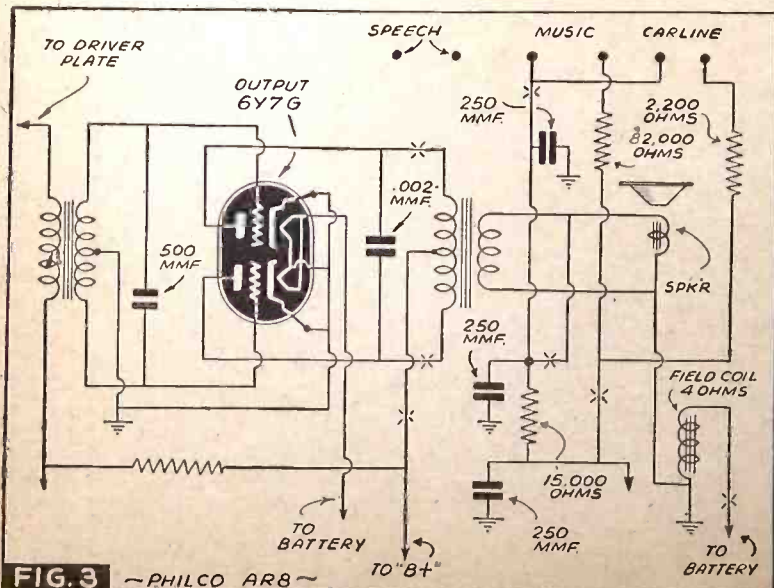 TO DRIVER
PLATE
SPEECH
MUSIC
CARLINE
OUTPUT
6Y7G
250
MMF.
2,200
OHMS
82,000
OHMS
500
MMF
.002
MMF.
SPKR
250
MMF.
FIELD COIL
4 OHMS
15,000
OHMS
250
MMF.
TO
BATTERY
TO "B+"
TO
BATTERY
FIG.3 ~PHILCO AR8~